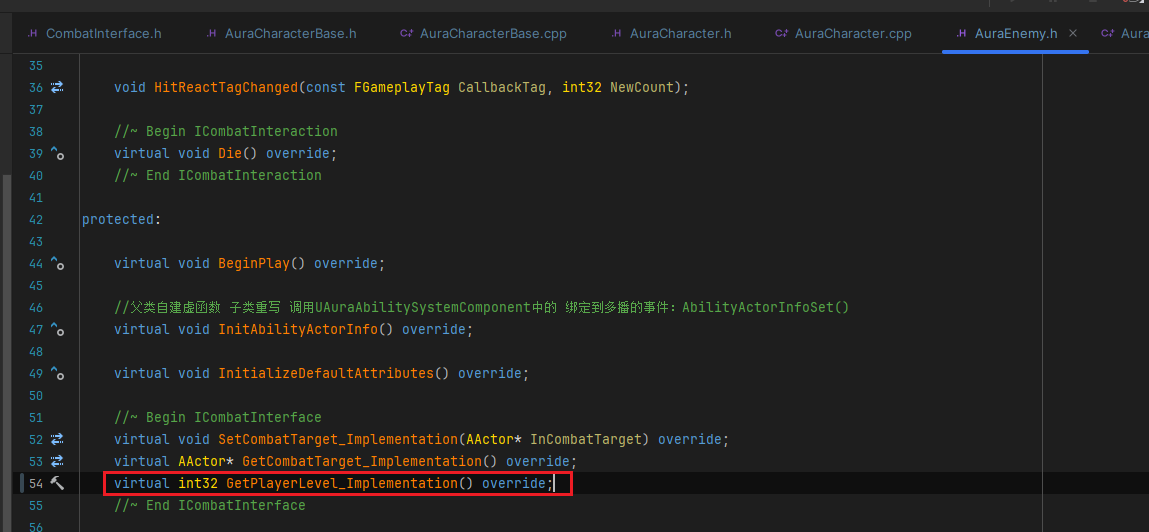 CombatInterface.h AuraCharacterBase.h AuraCharacterBase.cpp AuraCharacter.h AuraCharacter.cpp AuraEnemy.h Aura
35
36 void HitReactTagChanged(const FGameplayTag CallbackTag, int32 NewCount);
37
38 //~ Begin ICombatInteraction
39 virtual void Die() override;
40 //~ End ICombatInteraction
41
42 protected:
43
44 virtual void BeginPlay() override;
45
46 //父类自建虚函数 子类重写 调用UAuraAbilitySystemComponent中的 绑定到多播的事件：AbilityActorInfoSet()
47 virtual void InitAbilityActorInfo() override;
48
49 virtual void InitializeDefaultAttributes() override;
50
51 //~ Begin ICombatInterface
52 virtual void SetCombatTarget_Implementation(AActor* InCombatTarget) override;
53 virtual AActor* GetCombatTarget_Implementation() override;
54 virtual int32 GetPlayerLevel_Implementation() override;
55 //~ End ICombatInterface
56